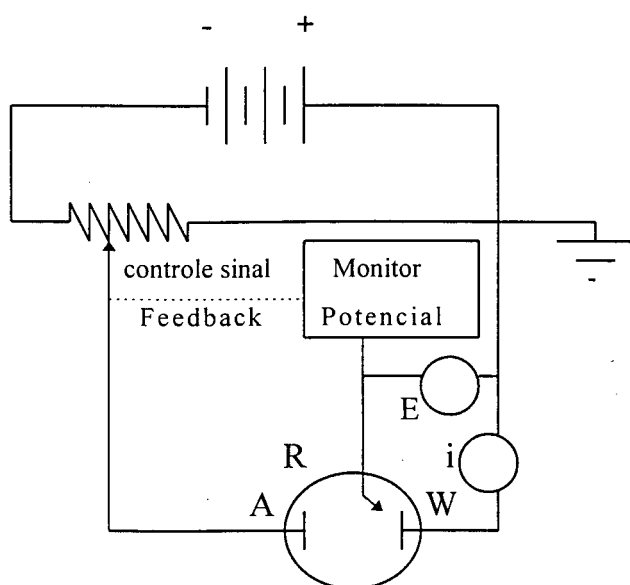 - +
controle sinal
Feedback
Monitor
Potencial
-
E
R
i
A
W